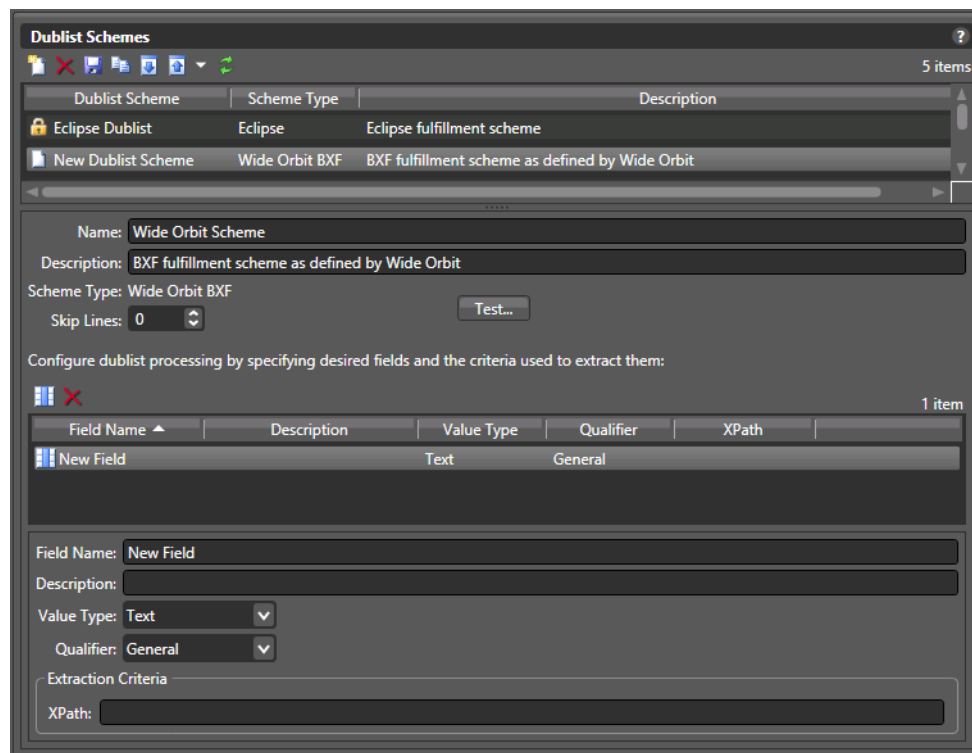 Dublist Schemes ?
5 items
Dublist Scheme Scheme Type Description
Eclipse Dublist Eclipse Eclipse fulfillment scheme
New Dublist Scheme Wide Orbit BXF BXF fulfillment scheme as defined by Wide Orbit
Name: Wide Orbit Scheme
Description: BXF fulfillment scheme as defined by Wide Orbit
Scheme Type: Wide Orbit BXF
Skip Lines: 0 Test...
Configure dublist processing by specifying desired fields and the criteria used to extract them:
1 item
Field Name Description Value Type Qualifier XPath
New Field Text General
Field Name: New Field
Description:
Value Type: Text
Qualifier: General
Extraction Criteria
XPath: